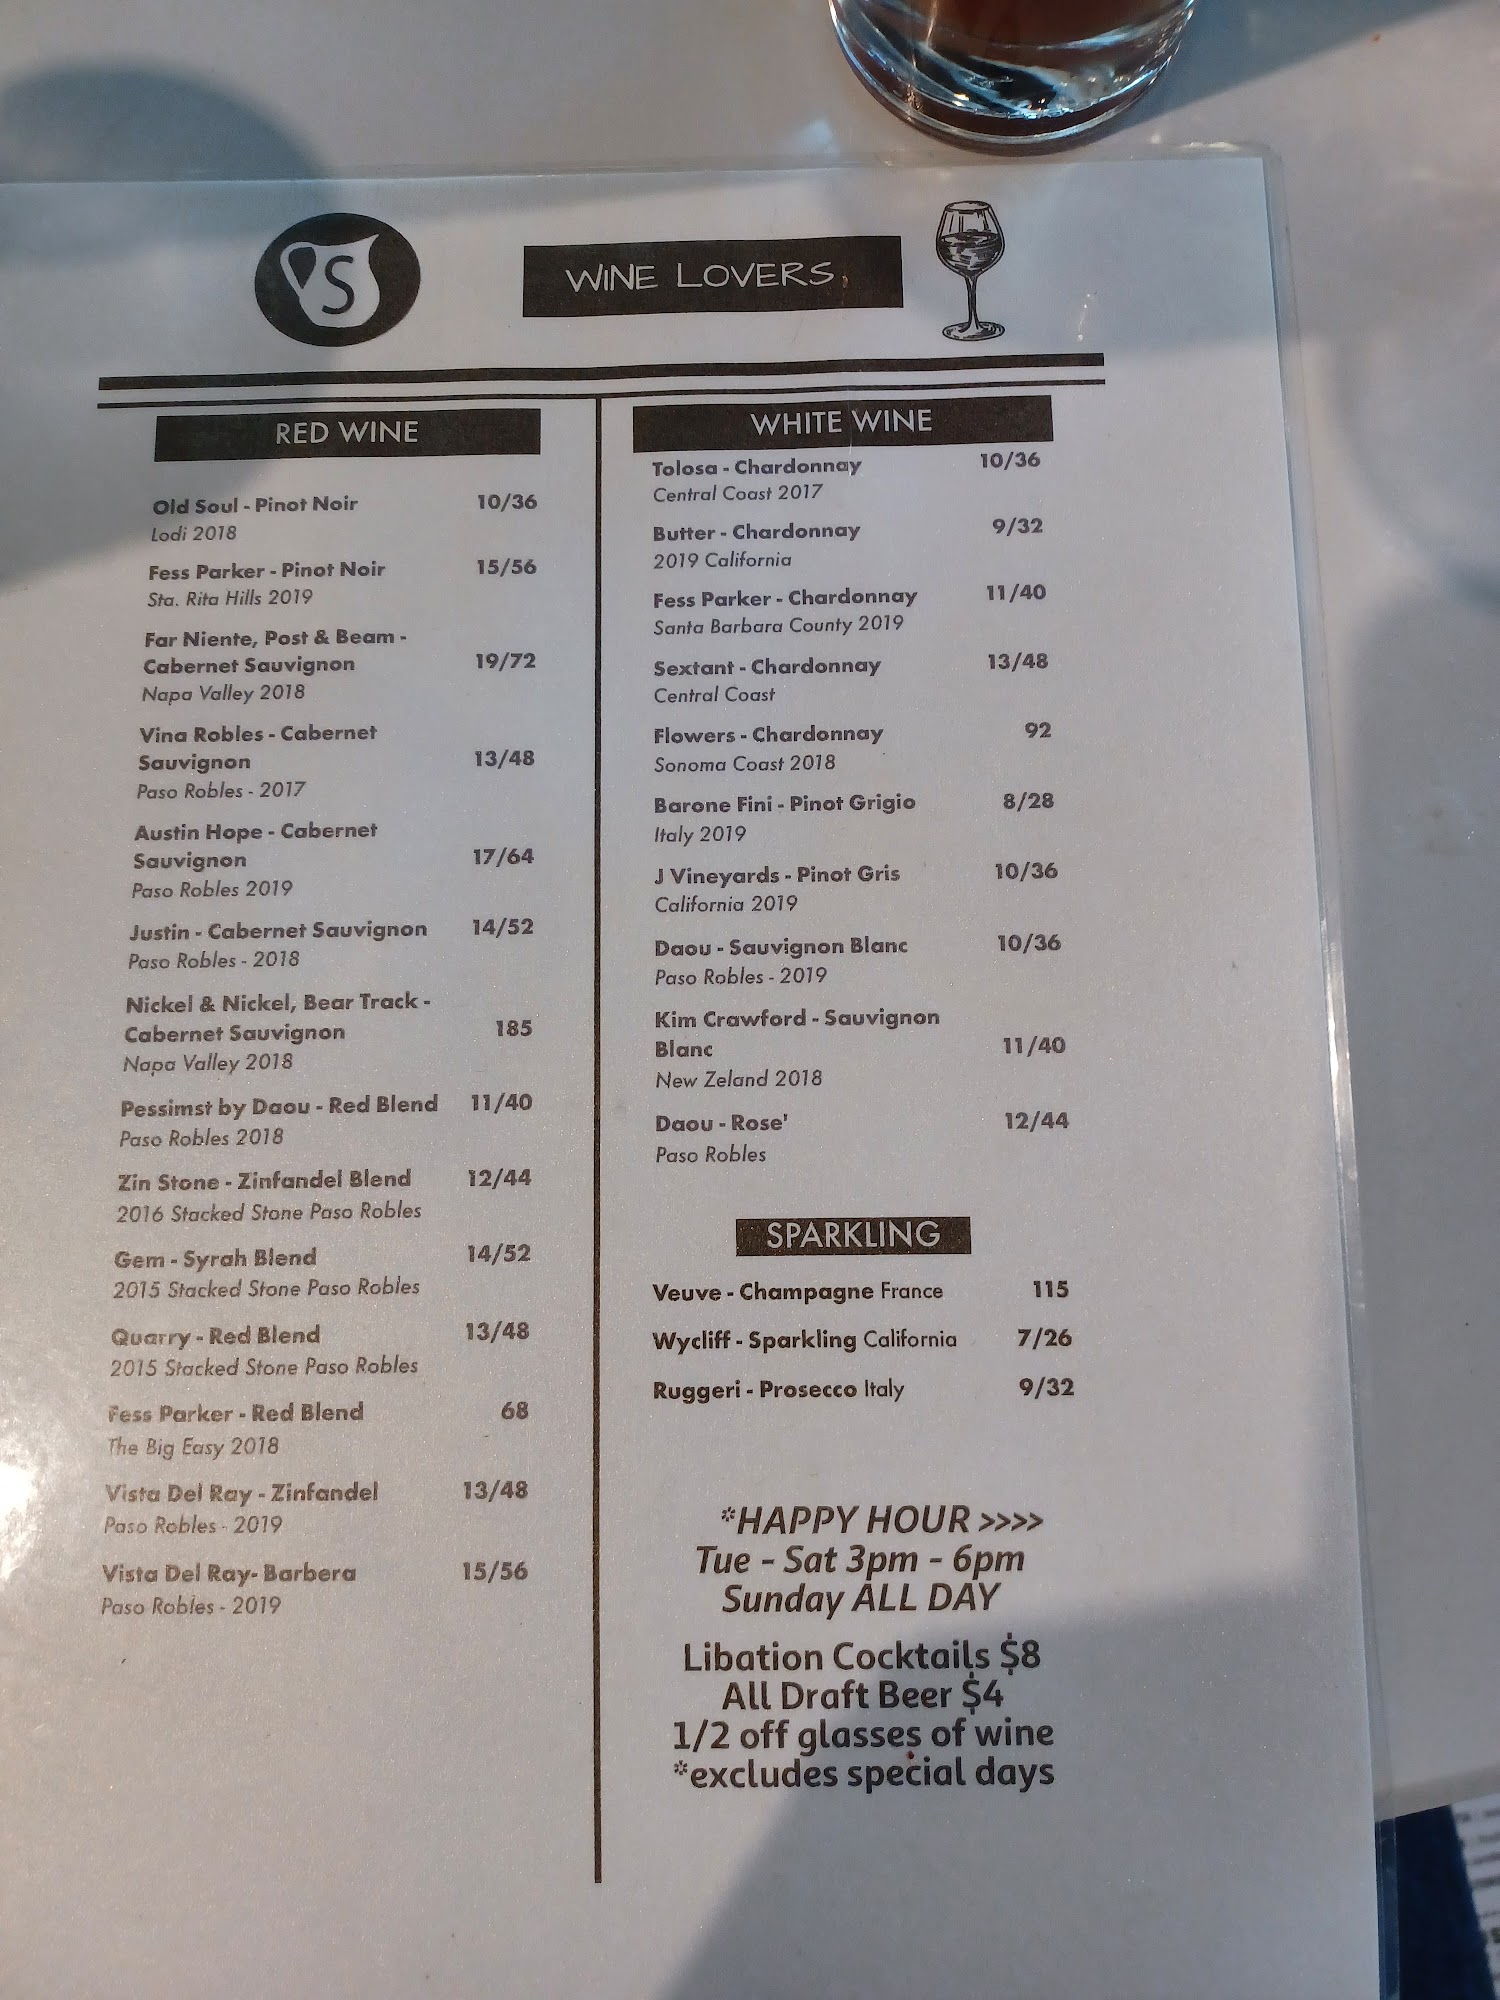 S
WINE LOVERS
RED WINE
Old Soul - Pinot Noir 10/36
Lodi 2018
Fess Parker - Pinot Noir 15/56
Sta. Rita Hills 2019
Far Niente, Post & Beam -
Cabernet Sauvignon 19/72
Napa Valley 2018
Vina Robles - Cabernet
Sauvignon 13/48
Paso Robles - 2017
Austin Hope - Cabernet
Sauvignon 17/64
Paso Robles 2019
Justin - Cabernet Sauvignon 14/52
Paso Robles - 2018
Nickel & Nickel, Bear Track -
Cabernet Sauvignon 185
Napa Valley 2018
Pessimst by Daou - Red Blend 11/40
Paso Robles 2018
Zin Stone - Zinfandel Blend 12/44
2016 Stacked Stone Paso Robles
Gem - Syrah Blend 14/52
2015 Stacked Stone Paso Robles
Quarry - Red Blend 13/48
2015 Stacked Stone Paso Robles
Fess Parker - Red Blend 68
The Big Easy 2018
Vista Del Ray - Zinfandel 13/48
Paso Robles - 2019
Vista Del Ray- Barbera 15/56
Paso Robles - 2019
WHITE WINE
Tolosa - Chardonnay 10/36
Central Coast 2017
Butter - Chardonnay 9/32
2019 California
Fess Parker - Chardonnay 11/40
Santa Barbara County 2019
Sextant - Chardonnay 13/48
Central Coast
Flowers - Chardonnay 92
Sonoma Coast 2018
Barone Fini - Pinot Grigio 8/28
Italy 2019
J Vineyards - Pinot Gris 10/36
California 2019
Daou - Sauvignon Blanc 10/36
Paso Robles - 2019
Kim Crawford - Sauvignon
Blanc 11/40
New Zeland 2018
Daou - Rose' 12/44
Paso Robles
SPARKLING
Veuve - Champagne France 115
Wycliff - Sparkling California 7/26
Ruggeri - Prosecco Italy 9/32
*HAPPY HOUR >>>>
Tue - Sat 3pm - 6pm
Sunday ALL DAY
Libation Cocktails $8
All Draft Beer $4
1/2 off glasses of wine
*excludes special days